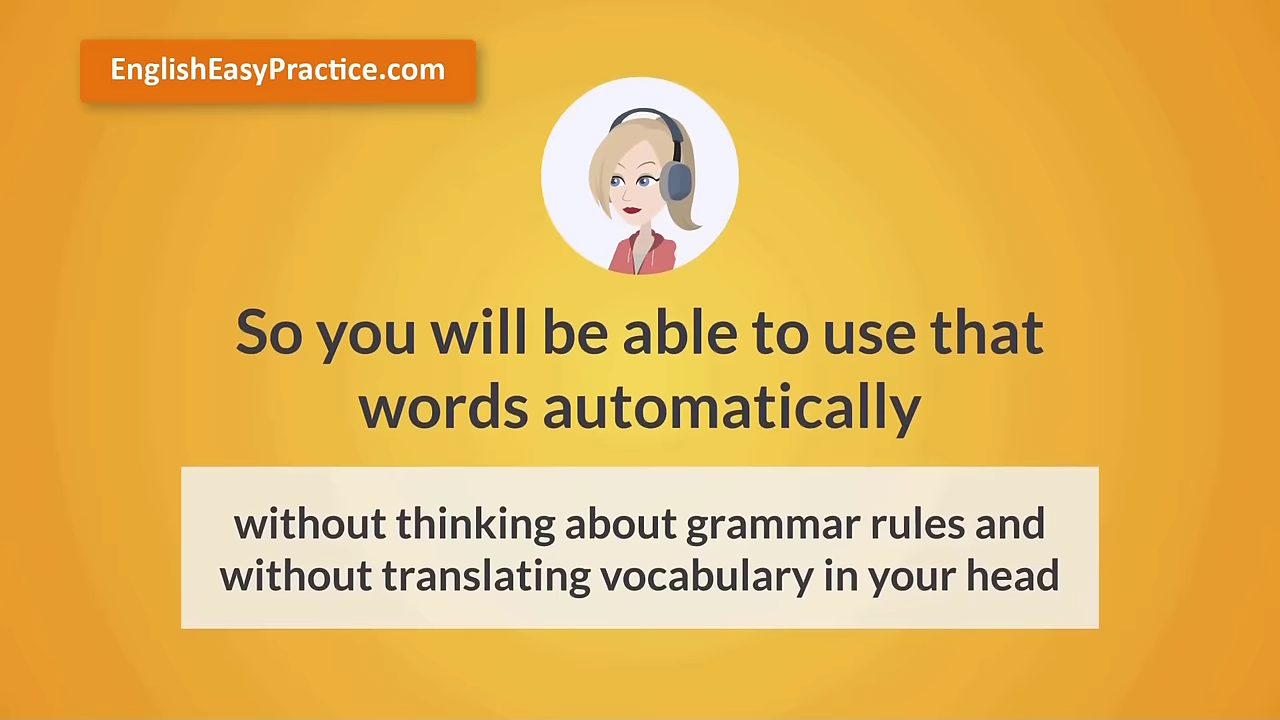 EnglishEasyPractice.com
So you will be able to use that
words automatically
without thinking about grammar rules and
without translating vocabulary in your head